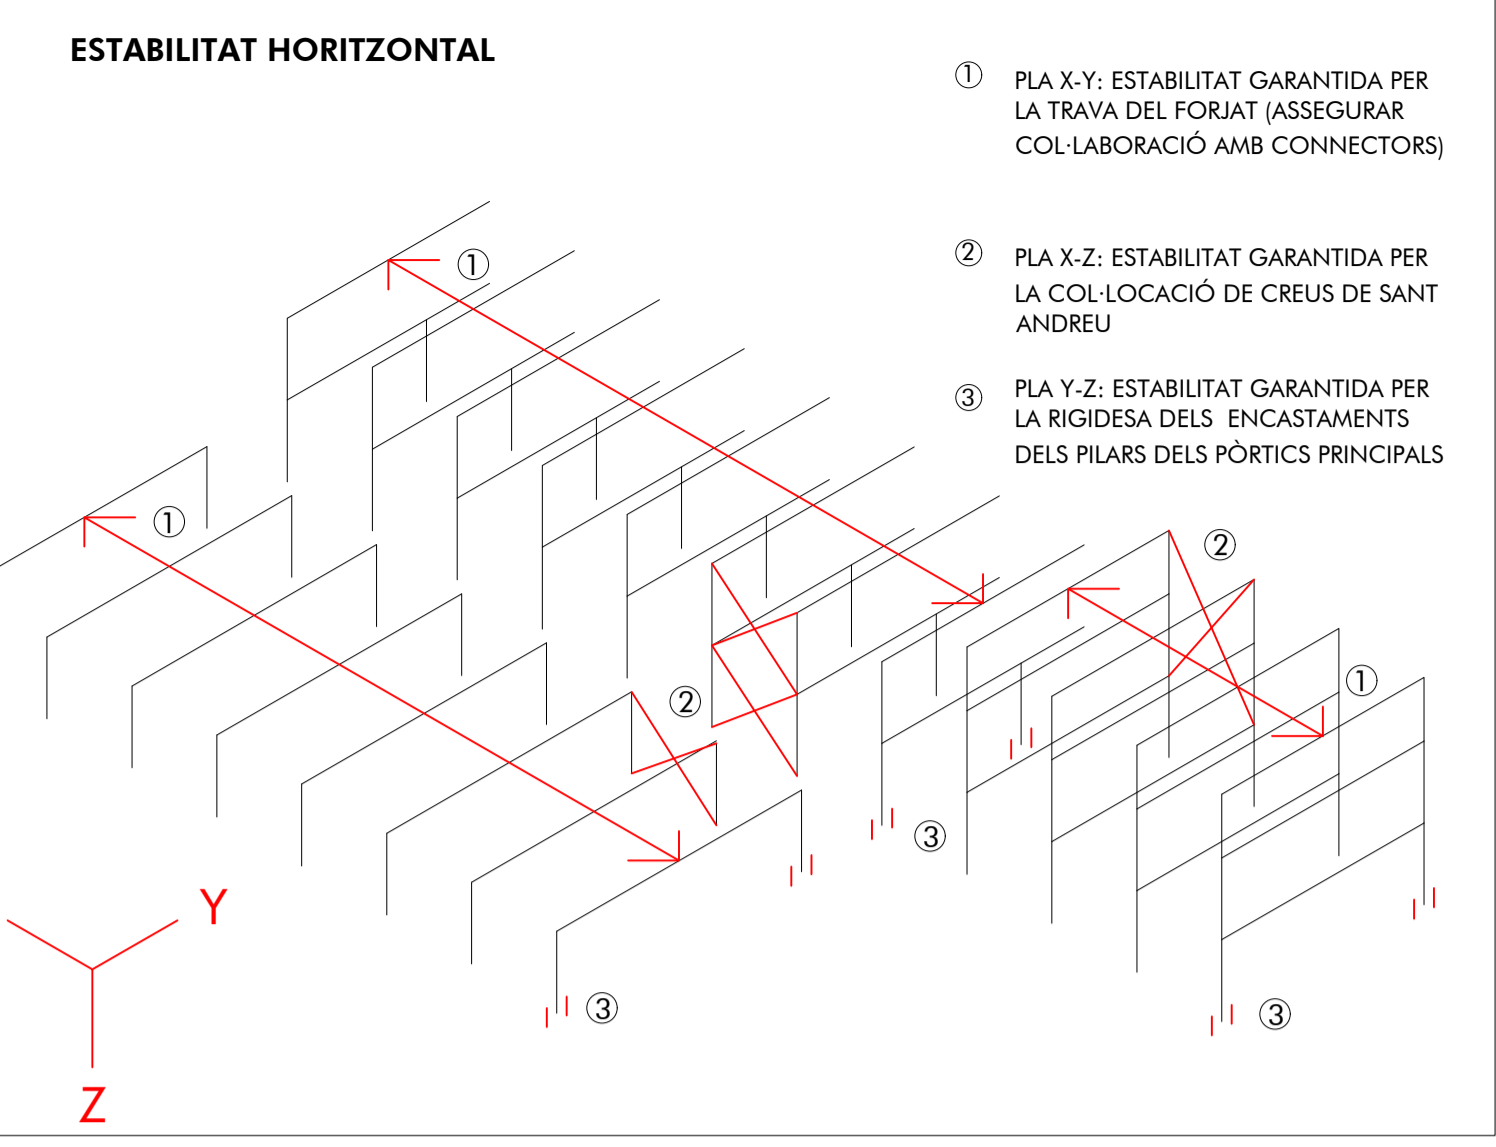 ESTABILITAT HORITZONTAL
① PLA X-Y: ESTABILITAT GARANTIDA PER
LA TRAVA DEL FORJAT (ASSEGURAR
COL·LABORACIÓ AMB CONNECTORS)
② PLA X-Z: ESTABILITAT GARANTIDA PER
LA COL·LOCACIÓ DE CREUS DE SANT
ANDREU
③ PLA Y-Z: ESTABILITAT GARANTIDA PER
LA RIGIDESA DELS ENCASTAMENTS
DELS PILARS DELS PÒRTICS PRINCIPALS
①
①
②
①
②
③
③
③
Y
Z